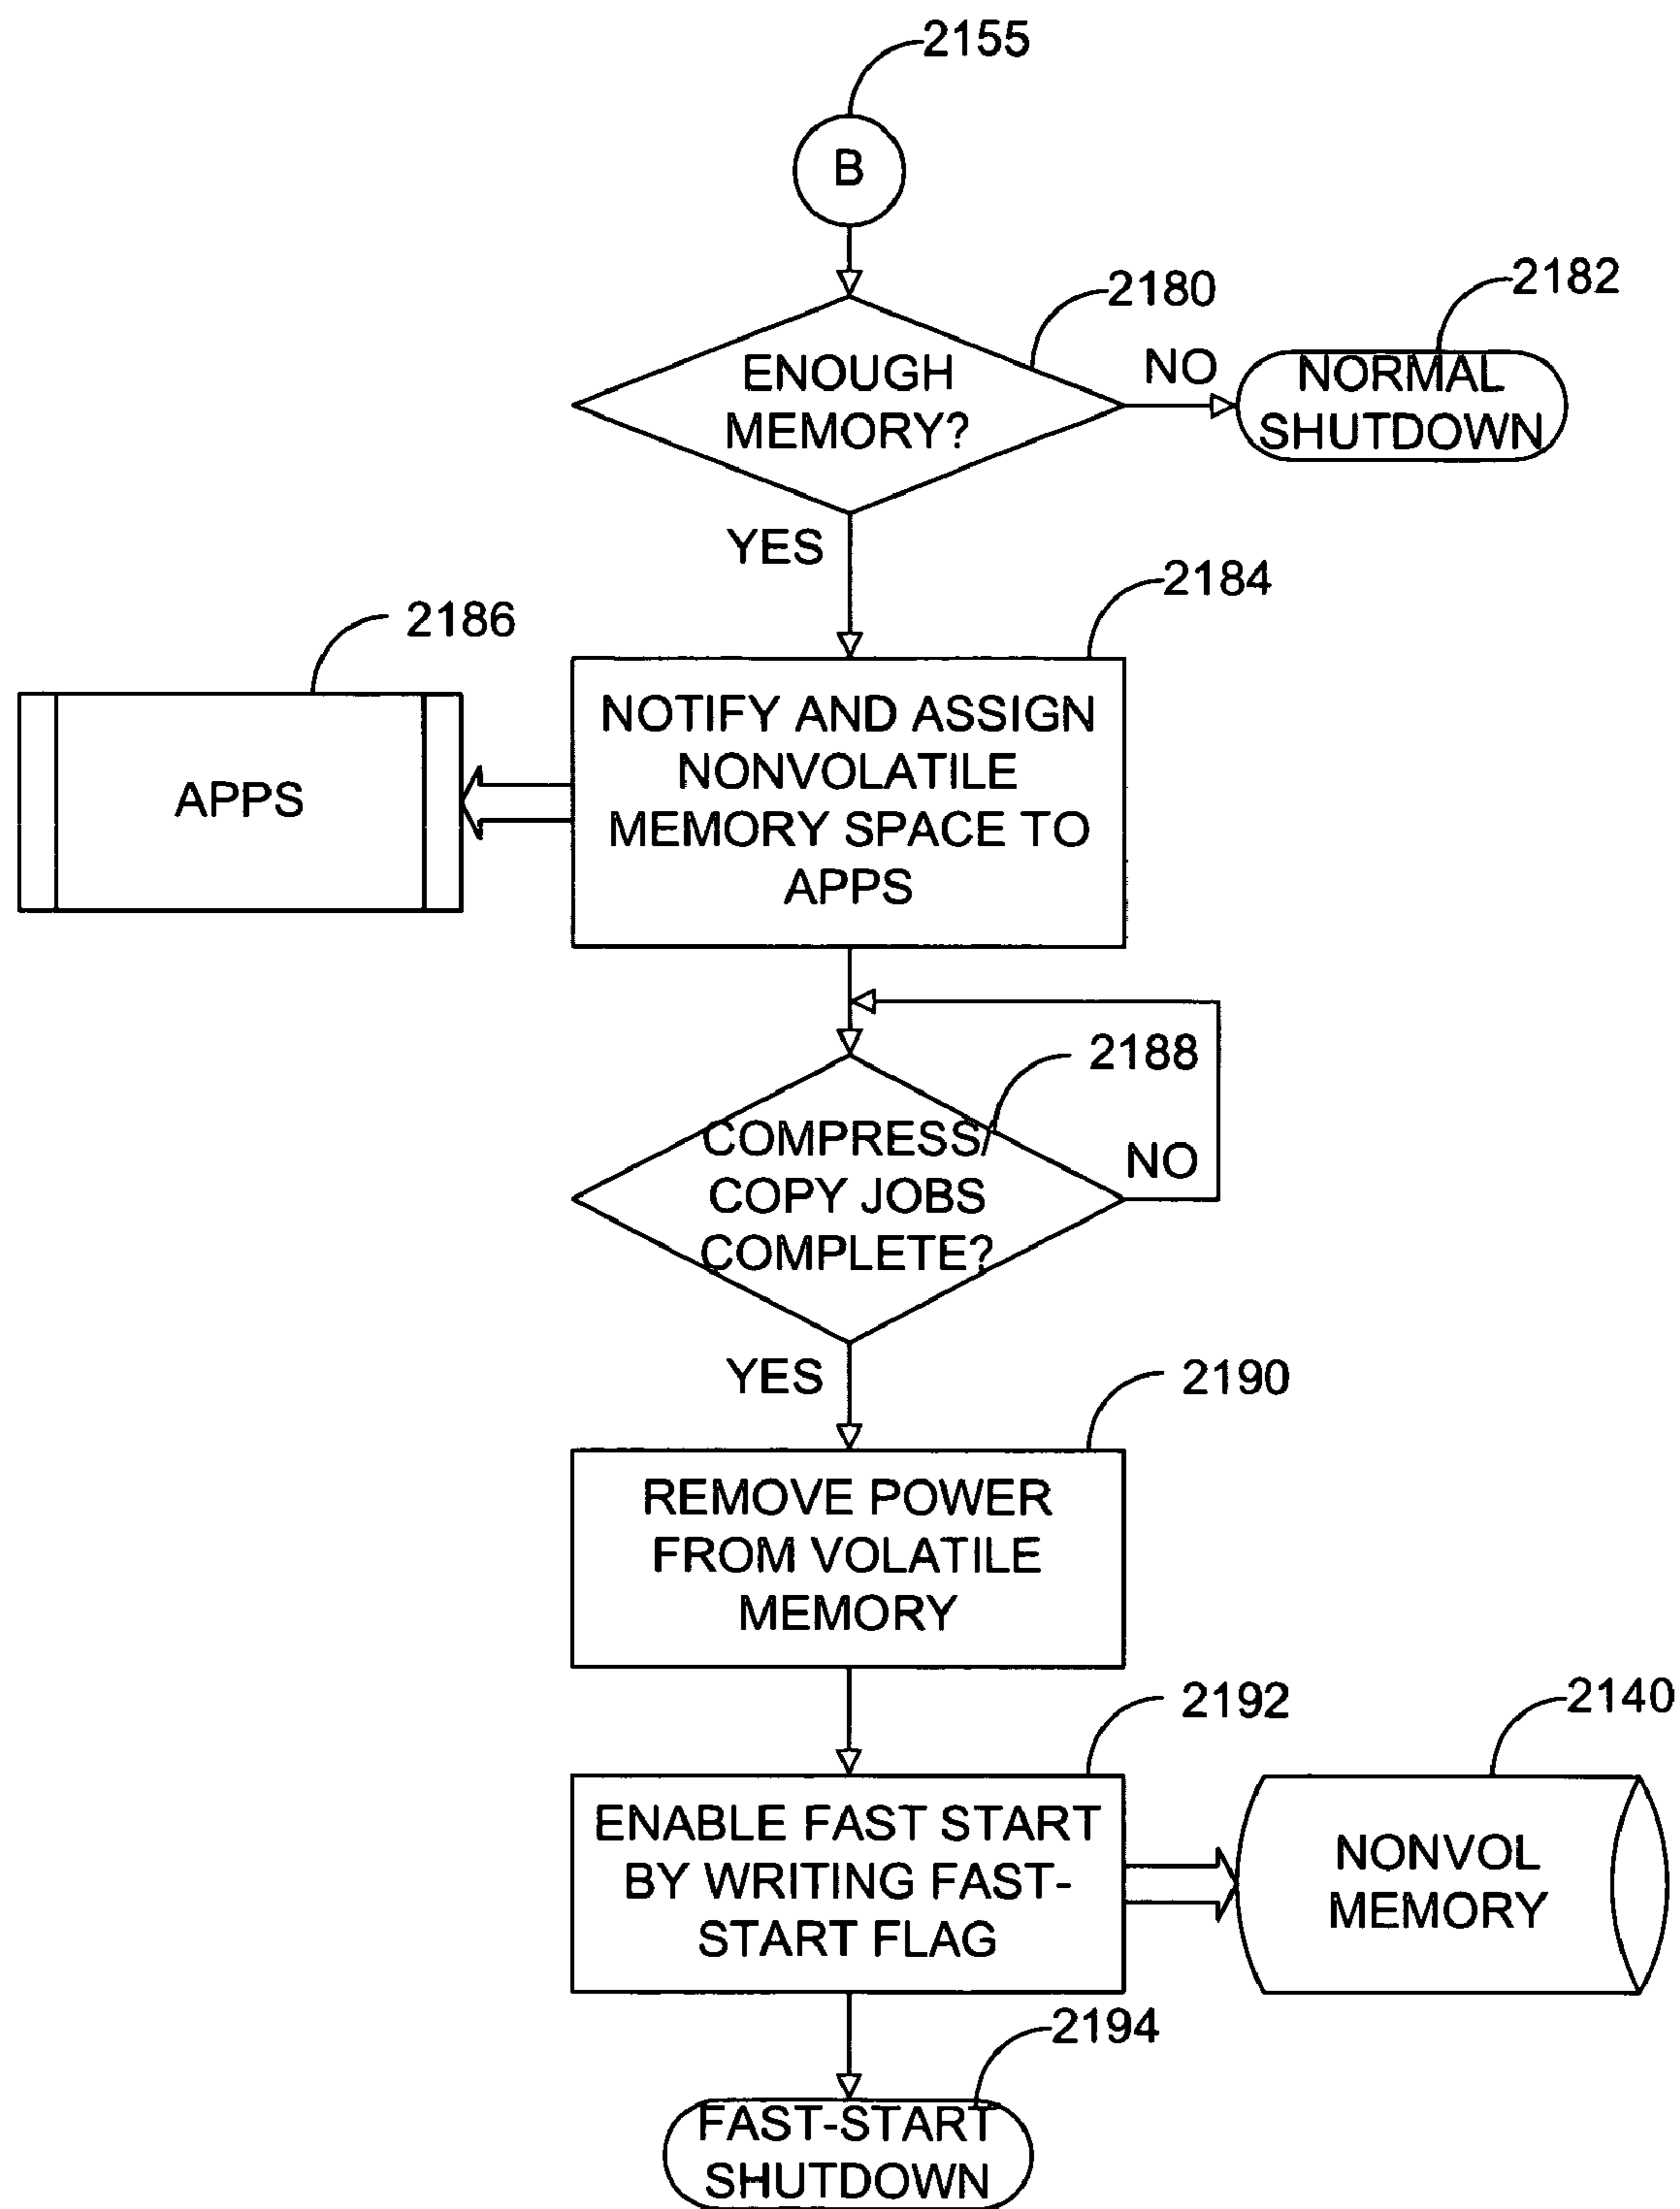 2155
B
2180
2182
ENOUGH
MEMORY?
NO
NORMAL
SHUTDOWN
YES
2184
2186
NOTIFY AND ASSIGN
NONVOLATILE
MEMORY SPACE TO
APPS
APPS
2188
COMPRESS/
COPY JOBS
COMPLETE?
NO
YES
2190
REMOVE POWER
FROM VOLATILE
MEMORY
2192
2140
ENABLE FAST START
BY WRITING FAST-
START FLAG
NONVOL
MEMORY
2194
FAST-START
SHUTDOWN